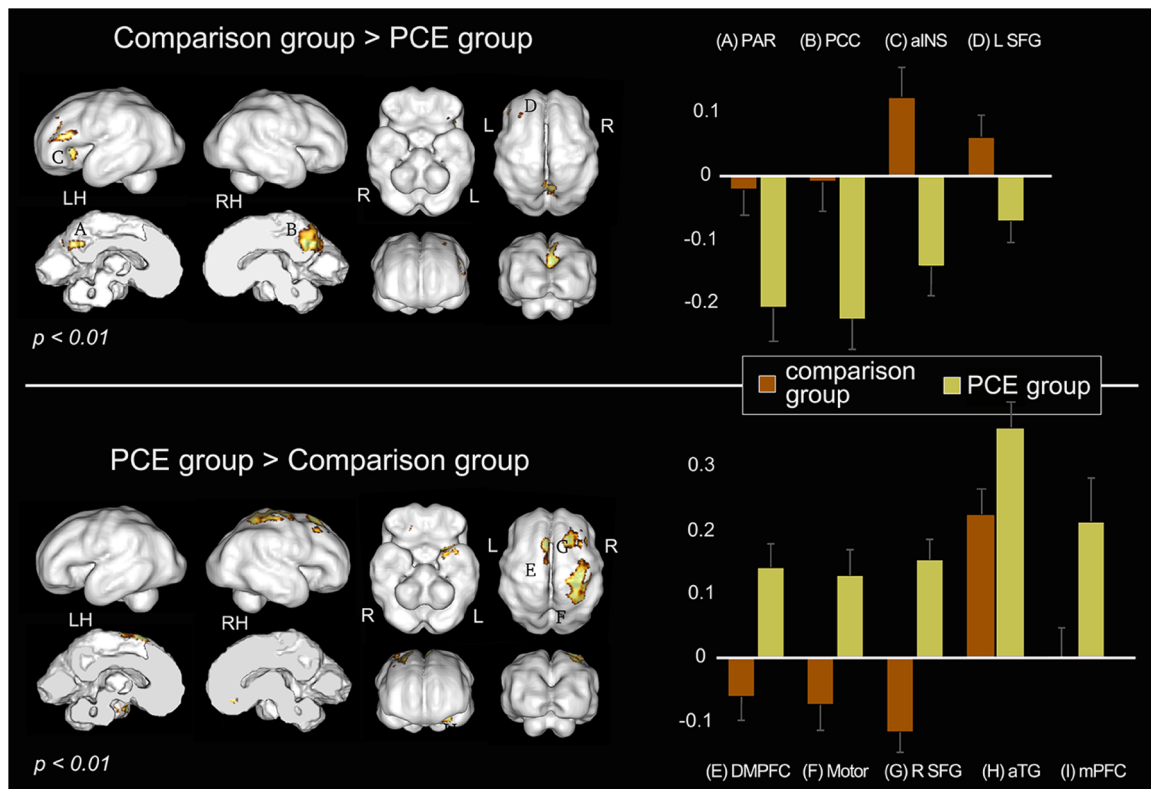 Comparison group > PCE group
(A) PAR (B) PCC (C) aINS (D) L SFG
D
L R
C
0.1
0
-0.1
-0.2
LH RH R L
A B
p < 0.01
comparison group
PCE group
PCE group > Comparison group
0.3
0.2
0.1
0
-0.1
L G R
E
F
LH RH R L
p < 0.01
(E) DMPFC (F) Motor (G) R SFG (H) aTG (I) mPFC